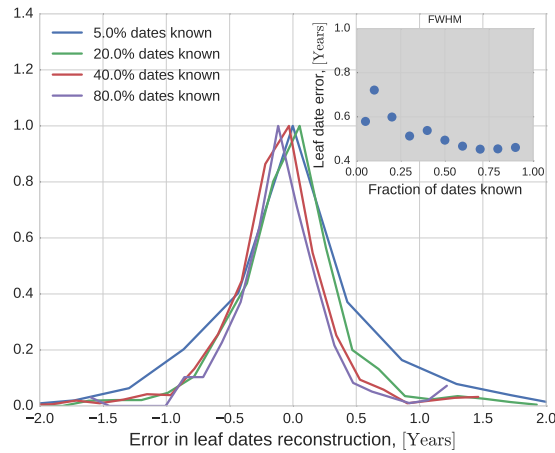 1.4
1.2
1.0
0.8
0.6
0.4
0.2
0.0
−2.0 −1.5 −1.0 −0.5 0.0 0.5 1.0 1.5 2.0
Error in leaf dates reconstruction, [Years]
5.0% dates known
20.0% dates known
40.0% dates known
80.0% dates known
FWHM
Leaf date error, [Years]
1.0
0.8
0.6
0.4
0.00 0.25 0.50 0.75 1.00
Fraction of dates known